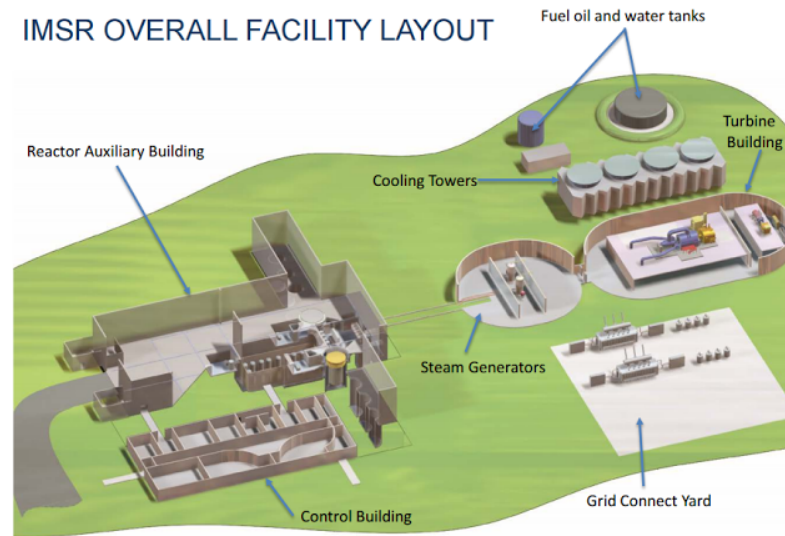 IMSR OVERALL FACILITY LAYOUT
Fuel oil and water tanks
Turbine
Building
Reactor Auxiliary Building
Cooling Towers
Steam Generators
Grid Connect Yard
Control Building